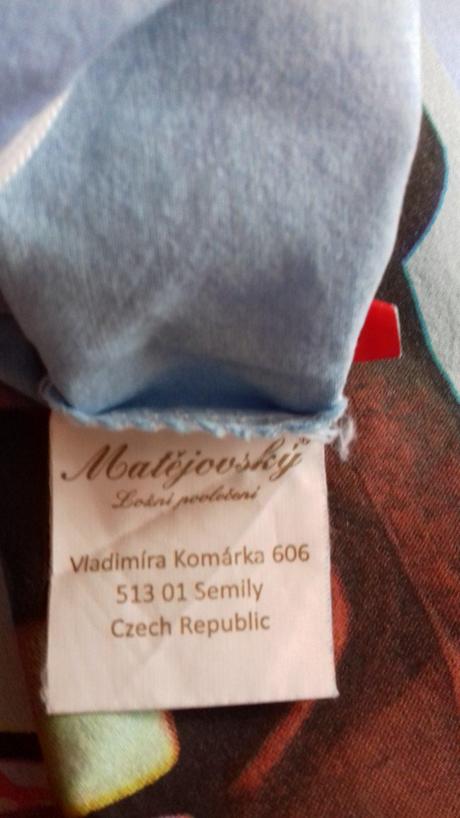 Matějovský®
Ložní povlečení
Vladimíra Komárka 606
513 01 Semily
Czech Republic